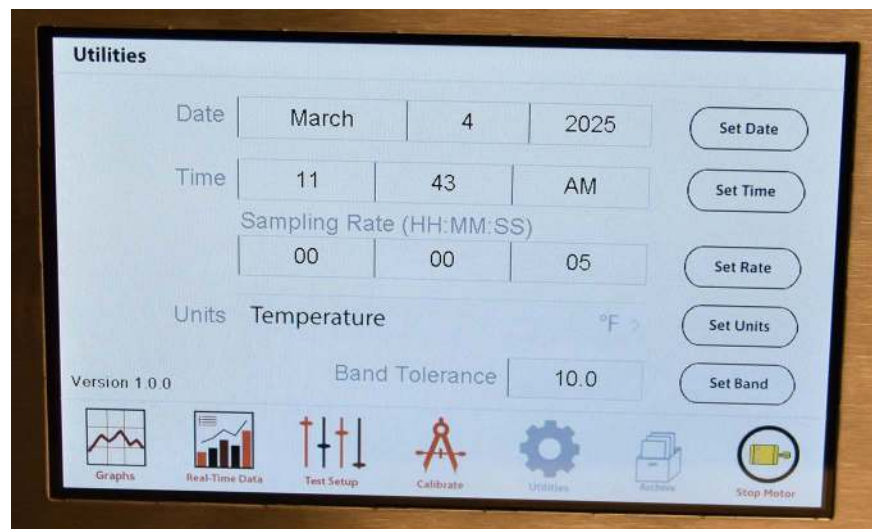 Utilities
Date March 4 2025 Set Date
Time 11 43 AM Set Time
Sampling Rate (HH:MM:SS)
00 00 05 Set Rate
Units Temperature °F > Set Units
Version 1.0.0 Band Tolerance 10.0 Set Band
Graphs Real-Time Data Test Setup Calibrate Utilities Archive Stop Motor